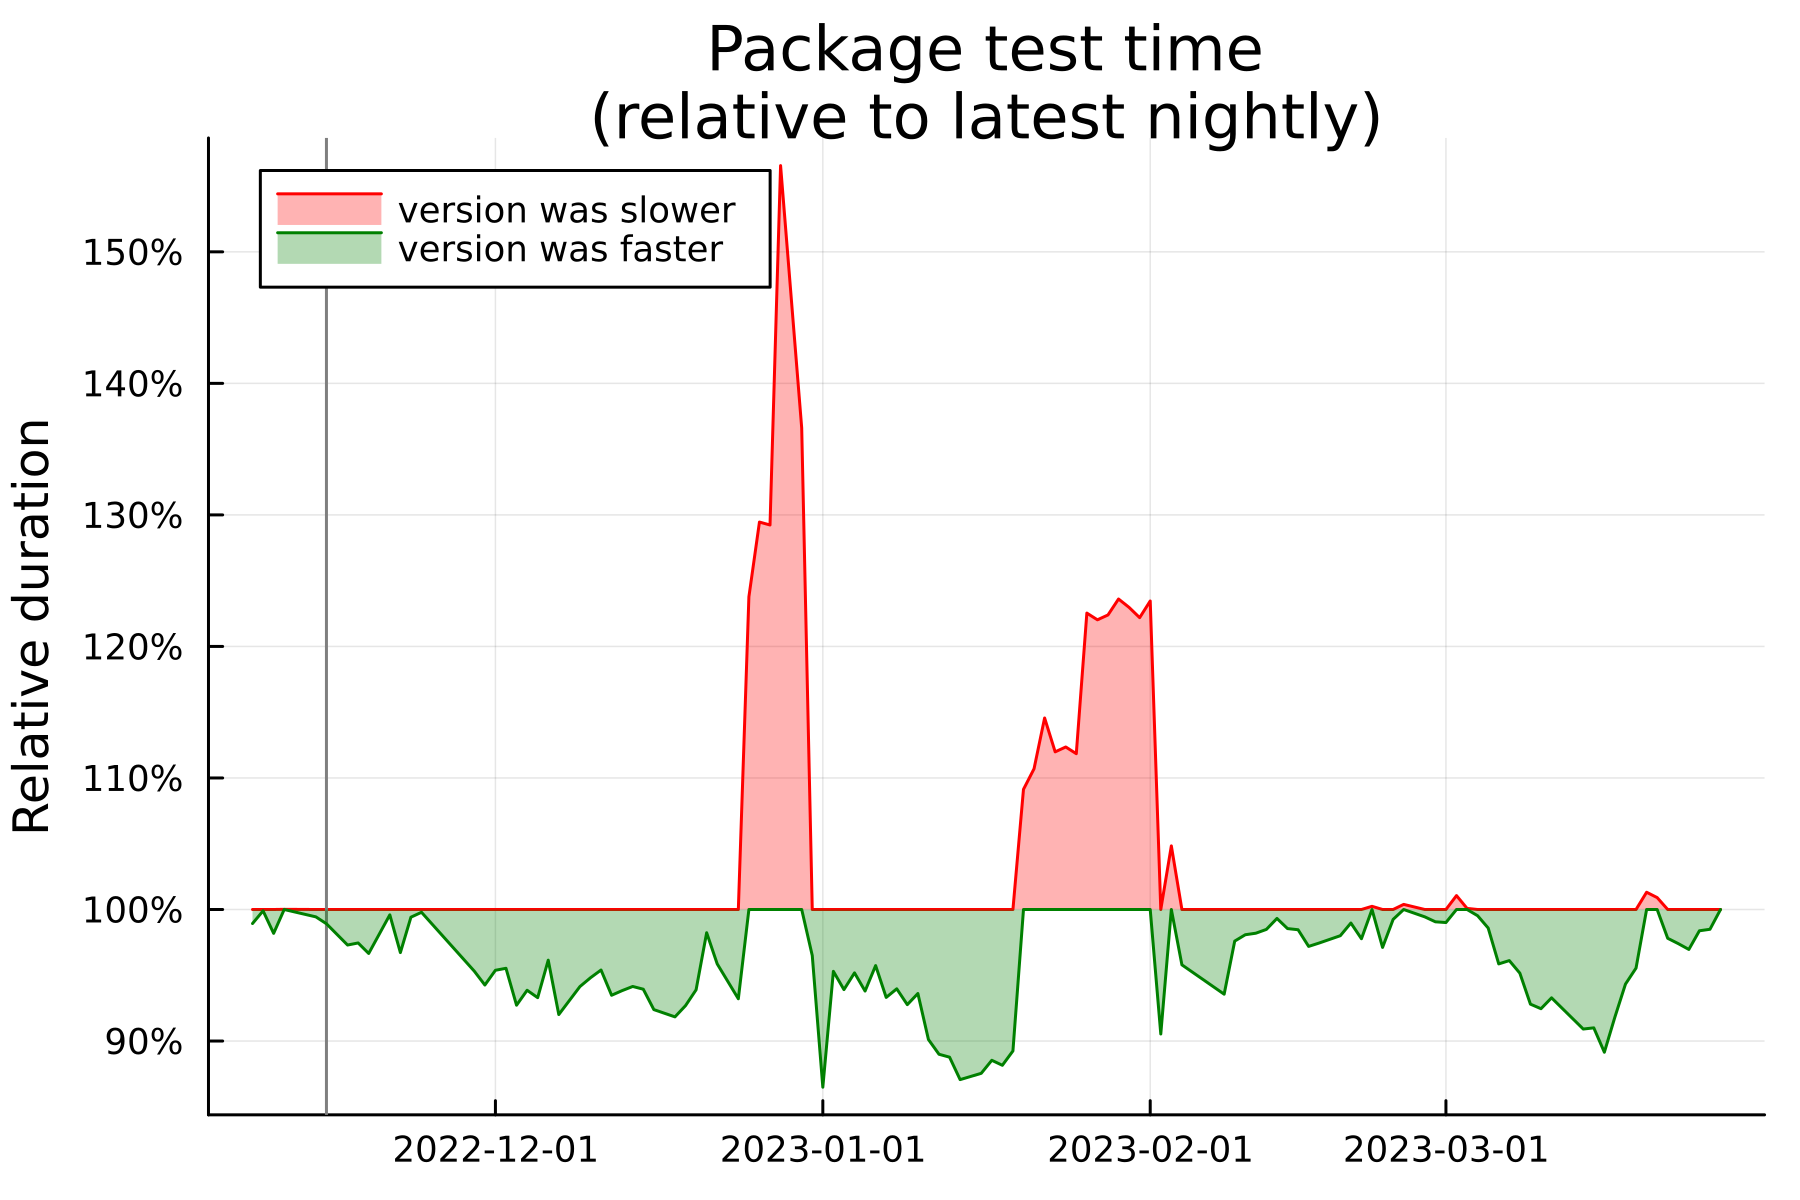 Package test time
(relative to latest nightly)
version was slower
version was faster
150%
140%
130%
120%
110%
100%
90%
Relative duration
2022-12-01
2023-01-01
2023-02-01
2023-03-01